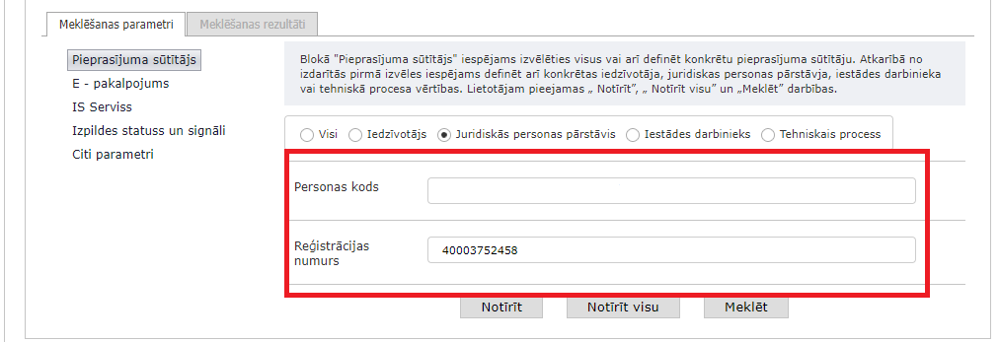 Meklēšanas parametri
Meklēšanas rezultāti
Pieprasījuma sūtītājs
E - pakalpojums
IS Serviss
Izpildes statuss un signāli
Citi parametri
Blokā "Pieprasījuma sūtītājs" iespējams izvēlēties visus vai arī definēt konkrētu pieprasījuma sūtītāju. Atkarībā no
izdarītās pirmā izvēles iespējams definēt arī konkrētas iedzīvotāja, juridiskas personas pārstāvja, iestādes darbinieka
vai tehniskā procesa vērtības. Lietotājam pieejamas „ Notīrīt”, „ Notīrīt visu” un „Meklēt” darbības.
Visi Iedzīvotājs Juridiskās personas pārstāvis Iestādes darbinieks Tehniskais process
Personas kods
Reģistrācijas
numurs
40003752458
Notīrīt Notīrīt visu Meklēt